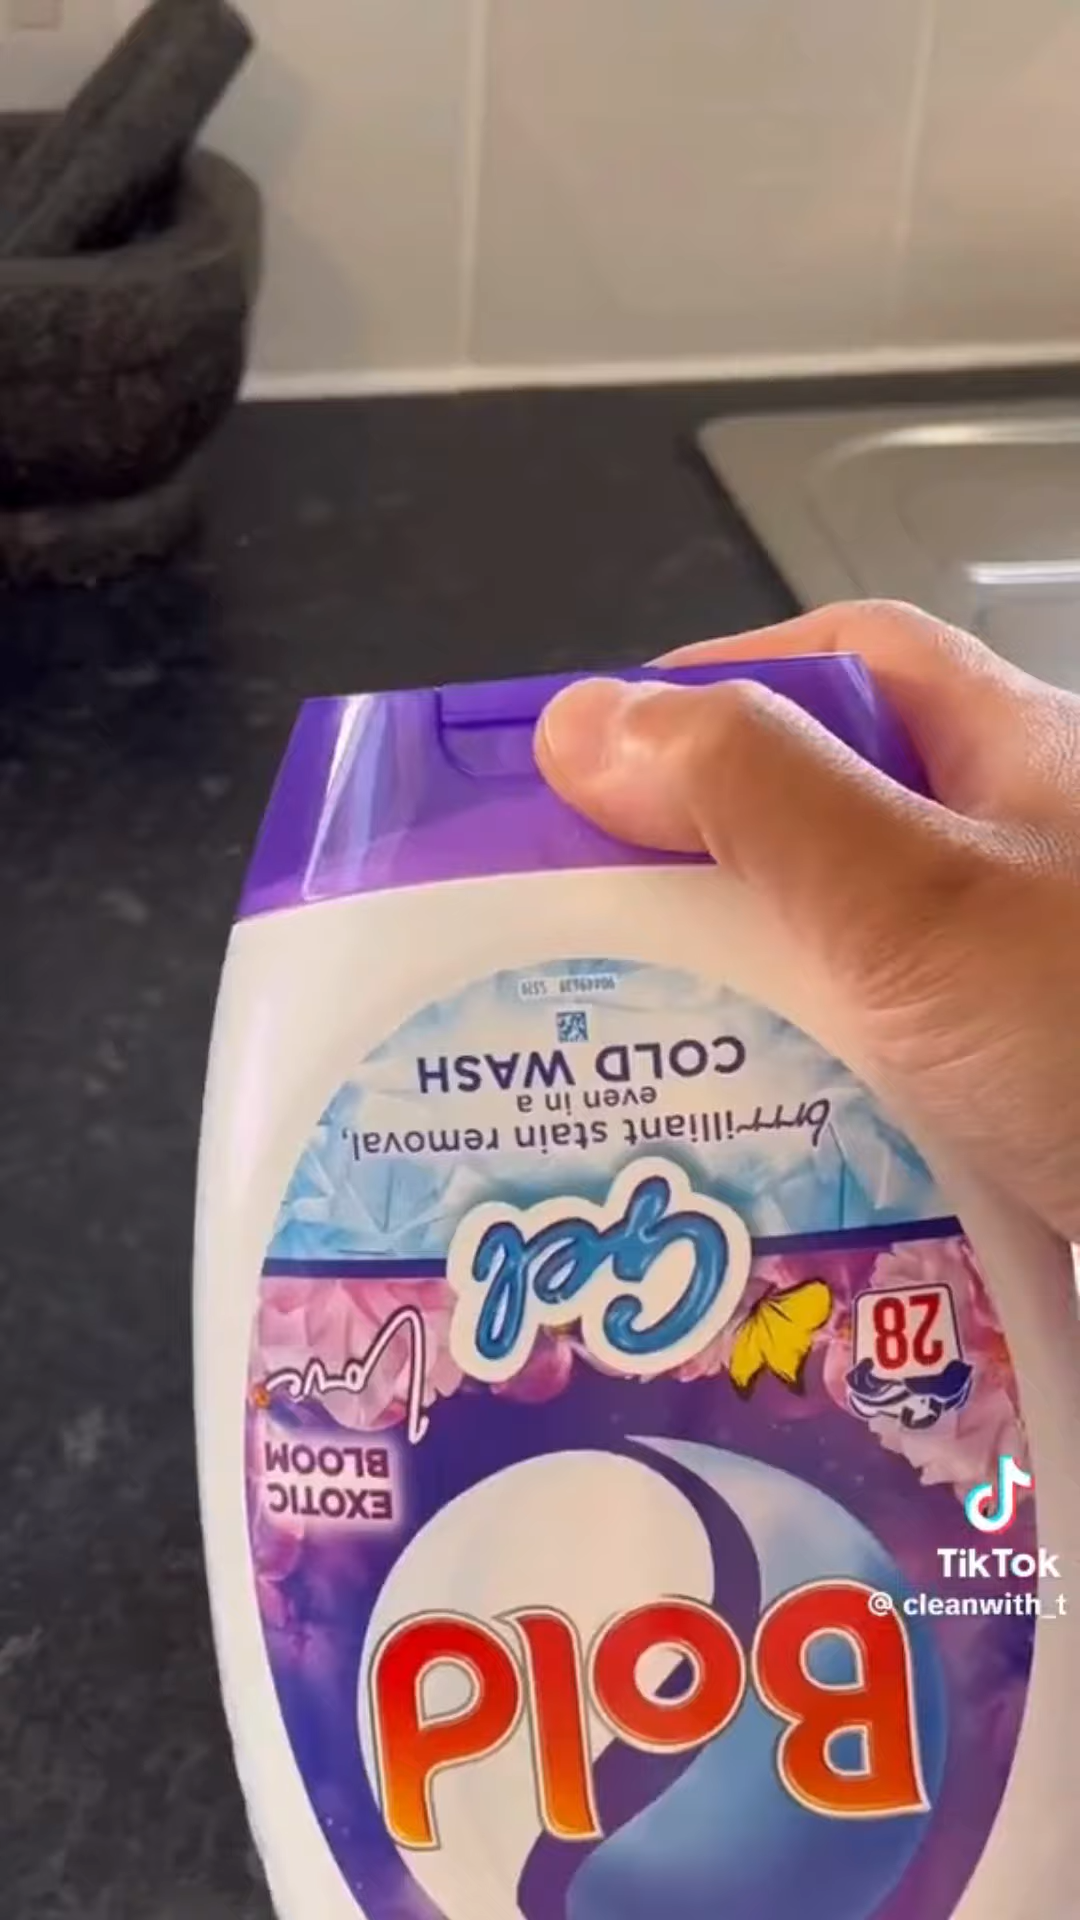 Bold
EXOTIC
BLOOM
Love
28
Gel
brrrilliant stain removal,
even in a
COLD WASH
TikTok
@ cleanwith_t